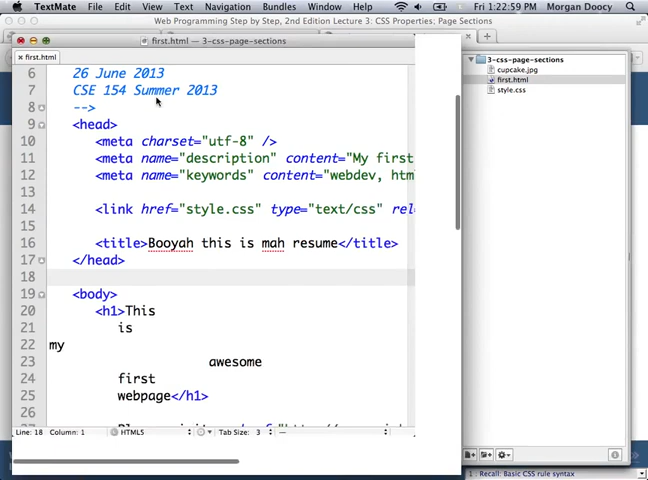 TextMate File Edit View Text Navigation Bundles Window Help Fri 1:22:59 PM Morgan Doocy
Web Programming Step by Step, 2nd Edition Lecture 3: CSS Properties; Page Sections
first.html — 3-css-page-sections
first.html
6 26 June 2013
7 CSE 154 Summer 2013
8 -->
9 <head>
10 <meta charset="utf-8" />
11 <meta name="description" content="My first
12 <meta name="keywords" content="webdev, htm
13
14 <link href="style.css" type="text/css" rel
15
16 <title>Booyah this is mah resume</title>
17 </head>
18
19 <body>
20 <h1>This
21 is
22 my
23 awesome
24 first
25 webpage</h1>
26
Line: 18 Column: 1 HTML5 Tab Size: 3 —
3-css-page-sections
cupcake.jpg
first.html
style.css
1 : Recall: Basic CSS rule syntax